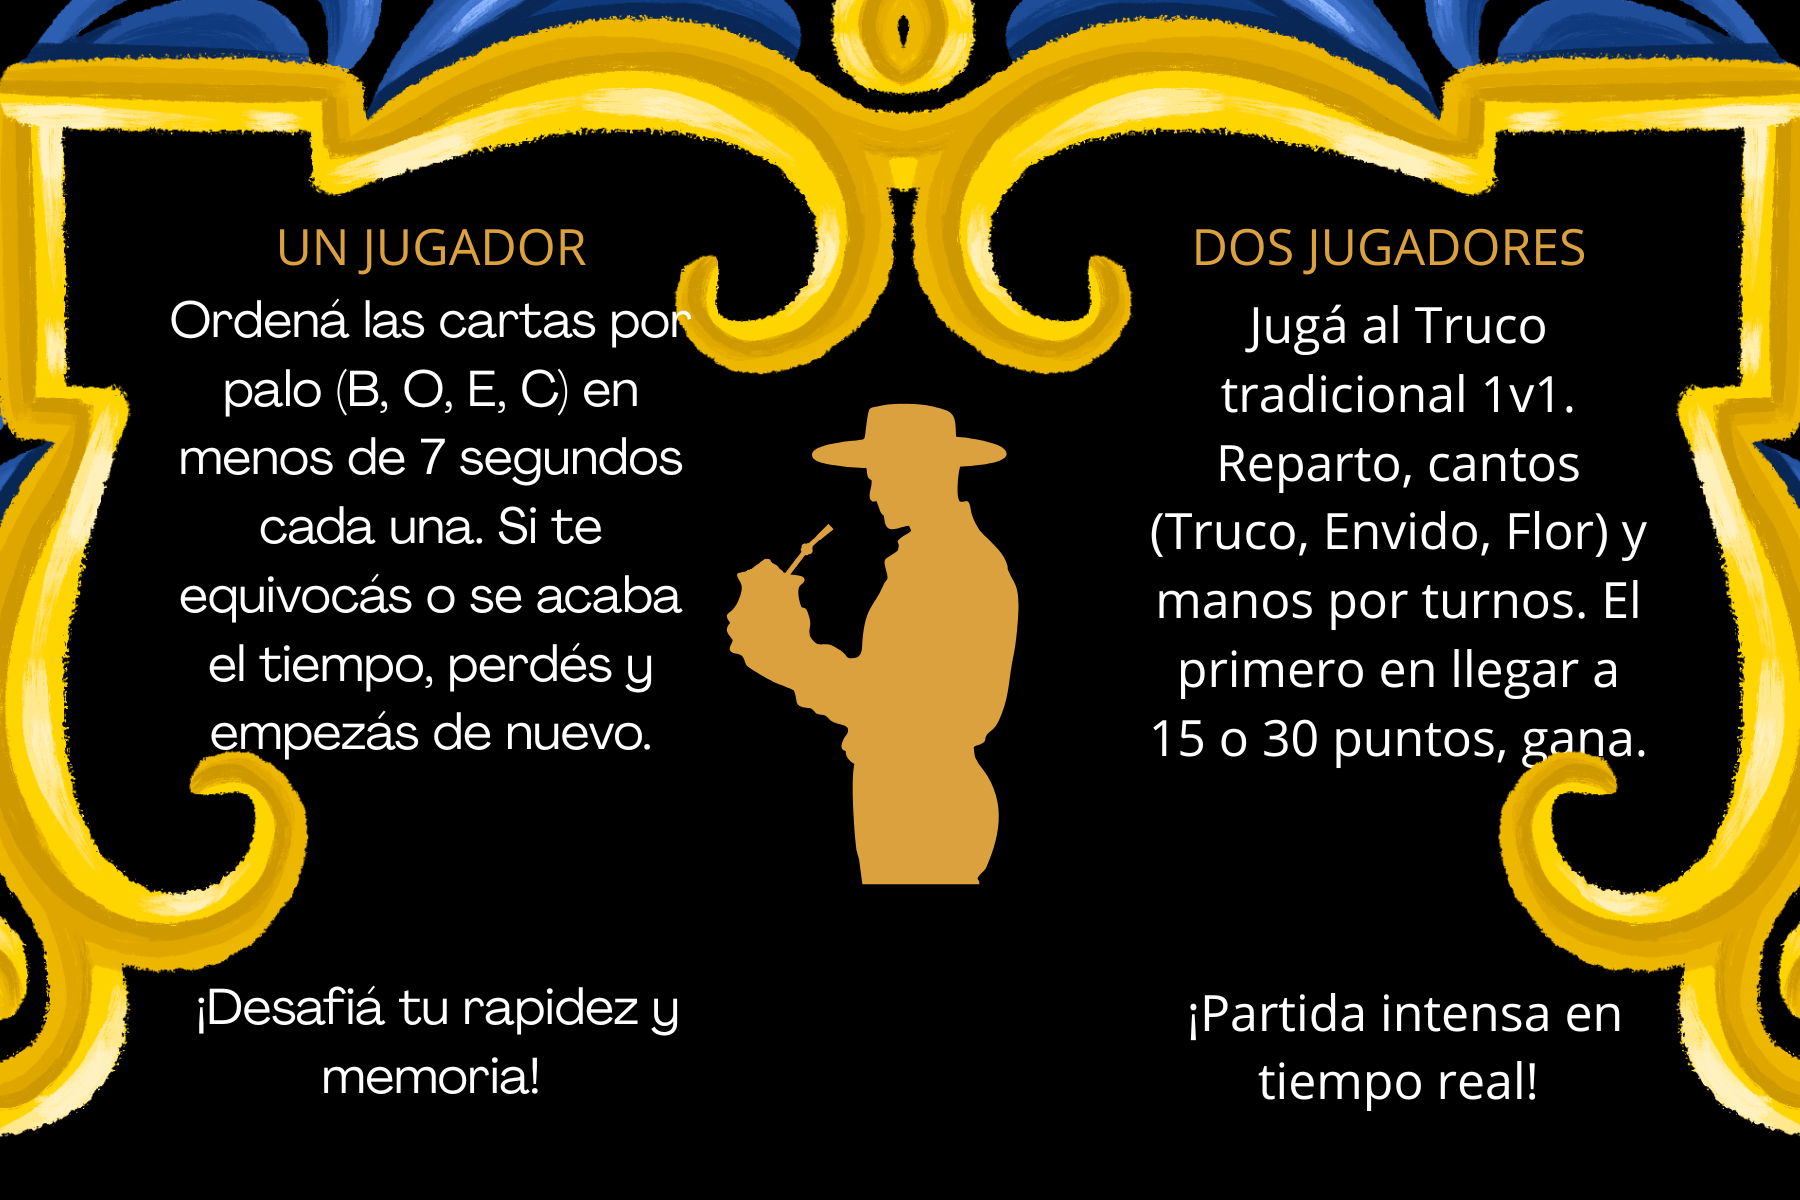 UN JUGADOR
Ordená las cartas por
palo (B, O, E, C) en
menos de 7 segundos
cada una. Si te
equivocás o se acaba
el tiempo, perdés y
empezás de nuevo.
¡Desafiá tu rapidez y
memoria!
DOS JUGADORES
Jugá al Truco
tradicional 1v1.
Reparto, cantos
(Truco, Envido, Flor) y
manos por turnos. El
primero en llegar a
15 o 30 puntos, gana.
¡Partida intensa en
tiempo real!